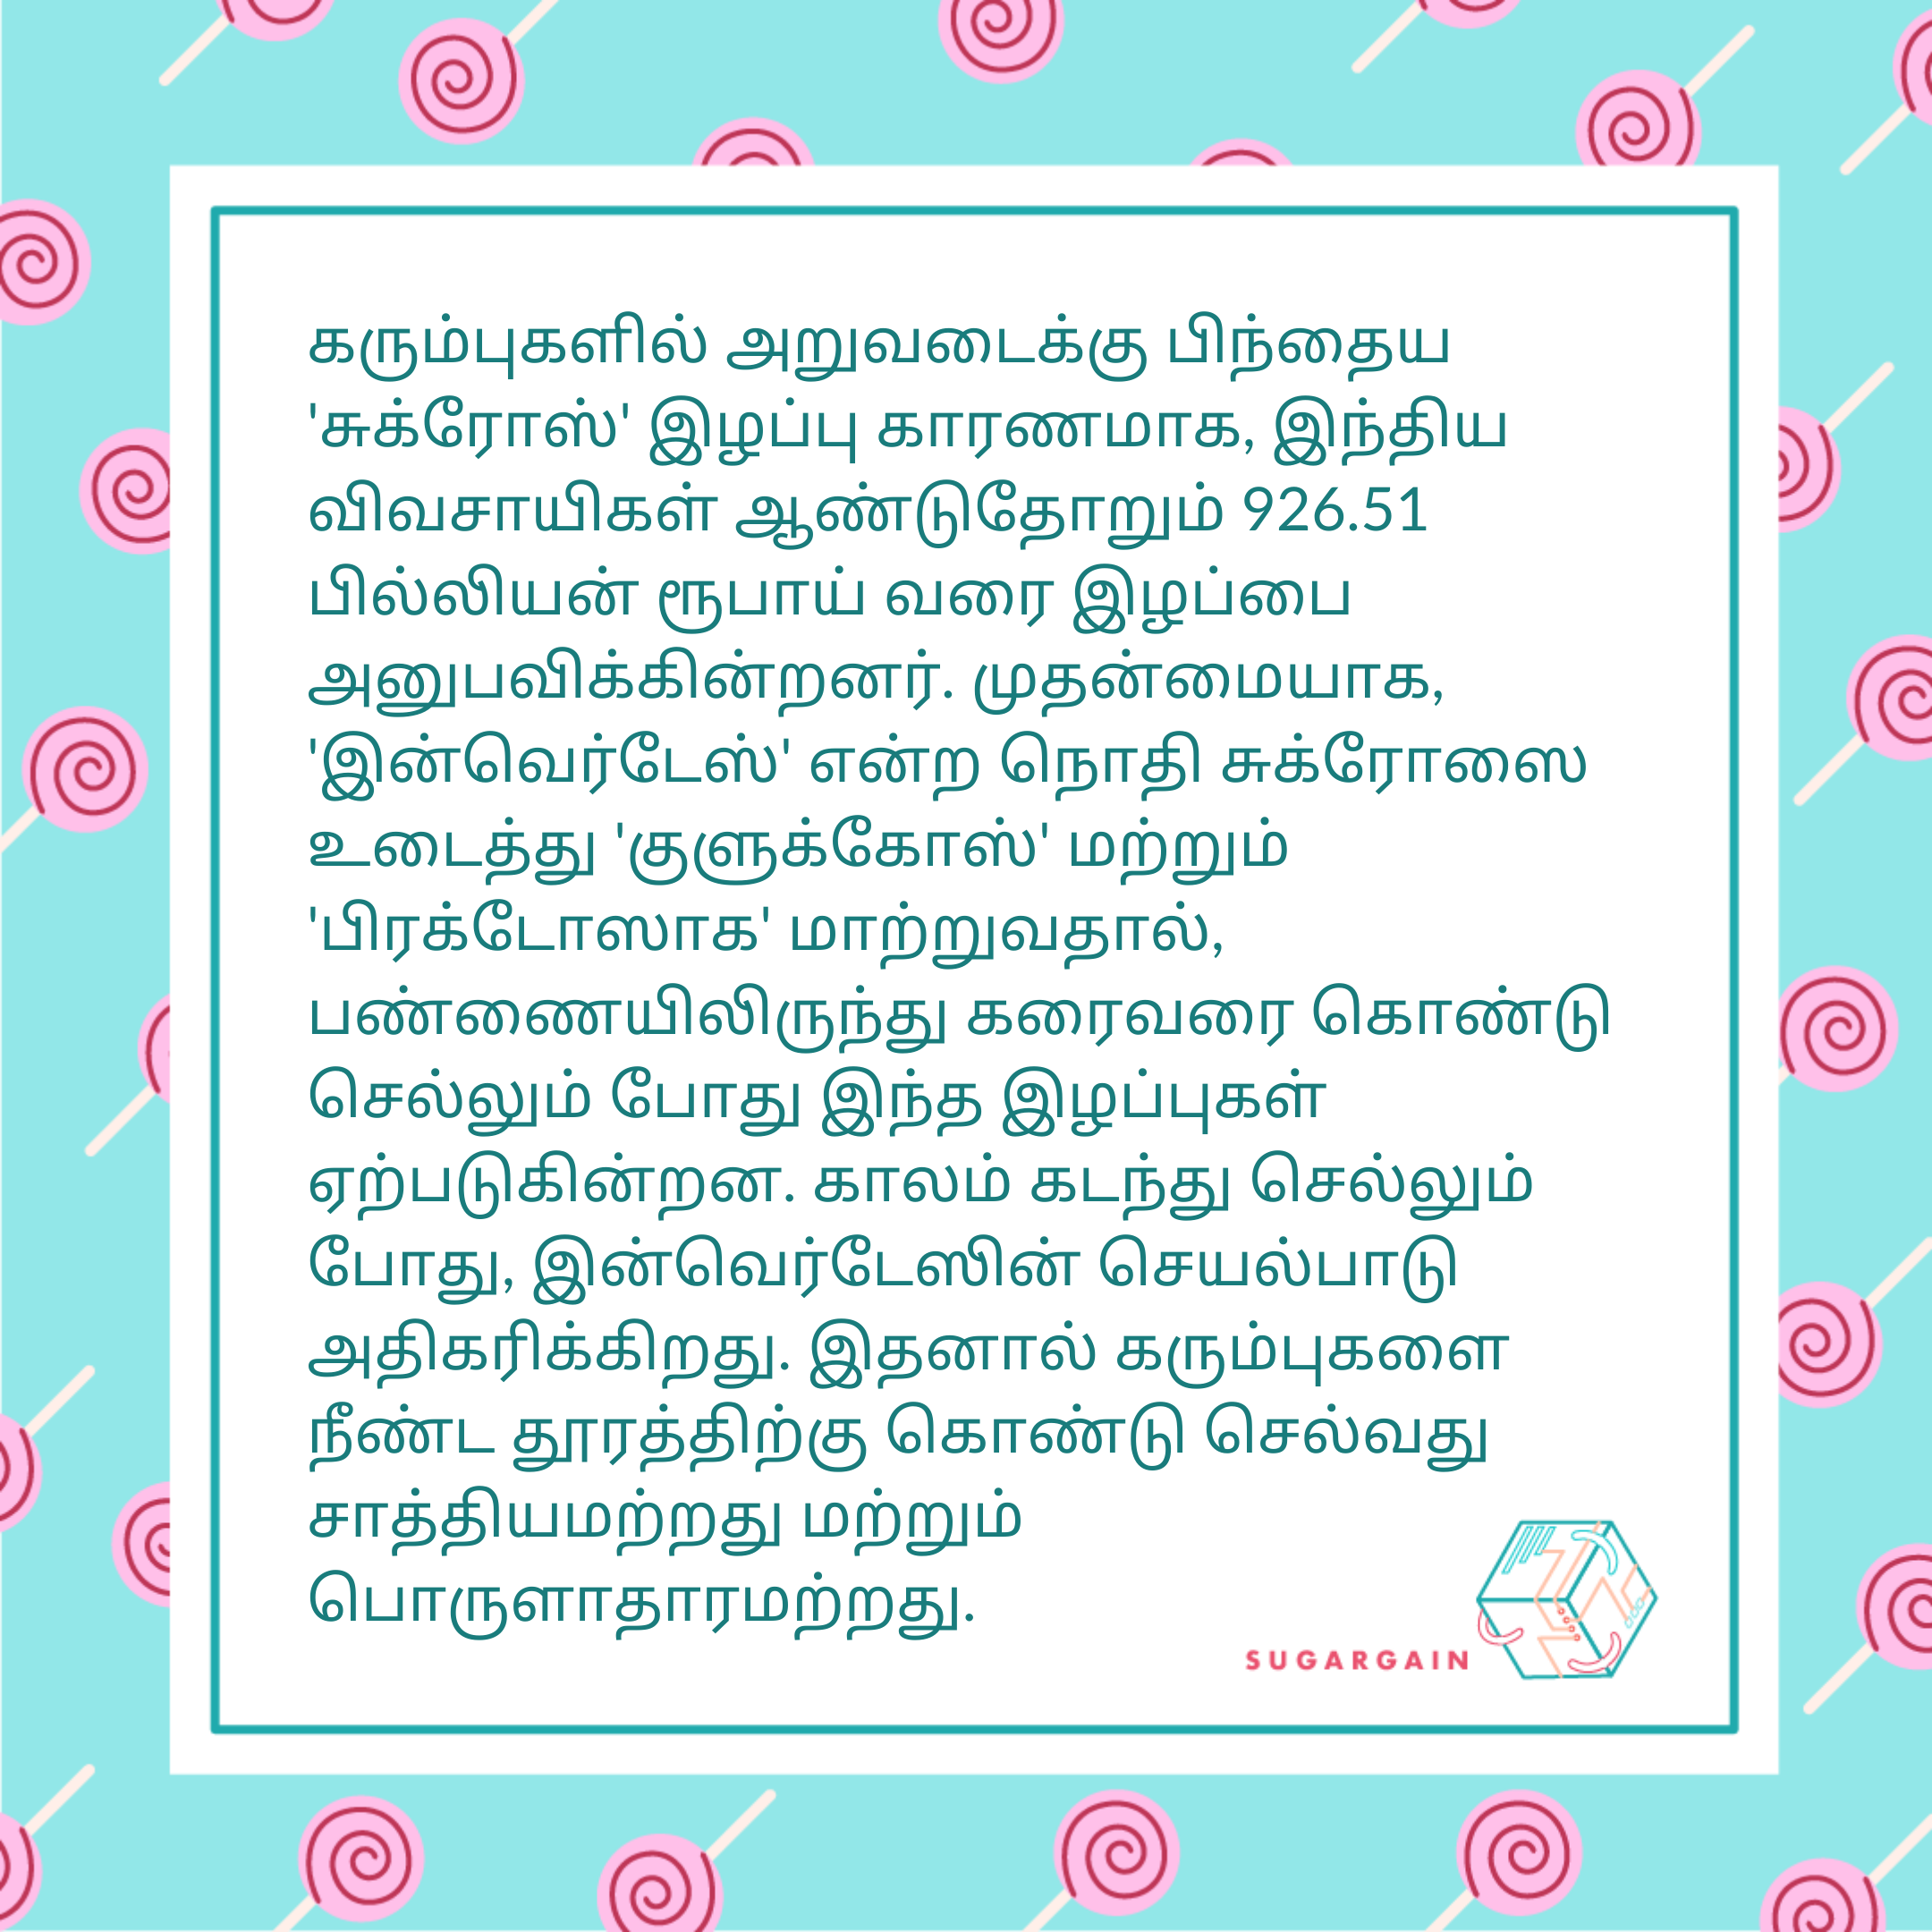 கரும்புகளில் அறுவடைக்கு பிந்தைய
'சுக்ரோஸ்' இழப்பு காரணமாக, இந்திய
விவசாயிகள் ஆண்டுதோறும் 926.51
பில்லியன் ரூபாய் வரை இழப்பை
அனுபவிக்கின்றனர். முதன்மையாக,
'இன்வெர்டேஸ்' என்ற நொதி சுக்ரோஸை
உடைத்து 'குளுக்கோஸ்' மற்றும்
'பிரக்டோஸாக' மாற்றுவதால்,
பண்ணையிலிருந்து கரைவரை கொண்டு
செல்லும் போது இந்த இழப்புகள்
ஏற்படுகின்றன. காலம் கடந்து செல்லும்
போது, இன்வெர்டேஸின் செயல்பாடு
அதிகரிக்கிறது. இதனால் கரும்புகளை
நீண்ட தூரத்திற்கு கொண்டு செல்வது
சாத்தியமற்றது மற்றும்
பொருளாதாரமற்றது.
SUGARGAIN